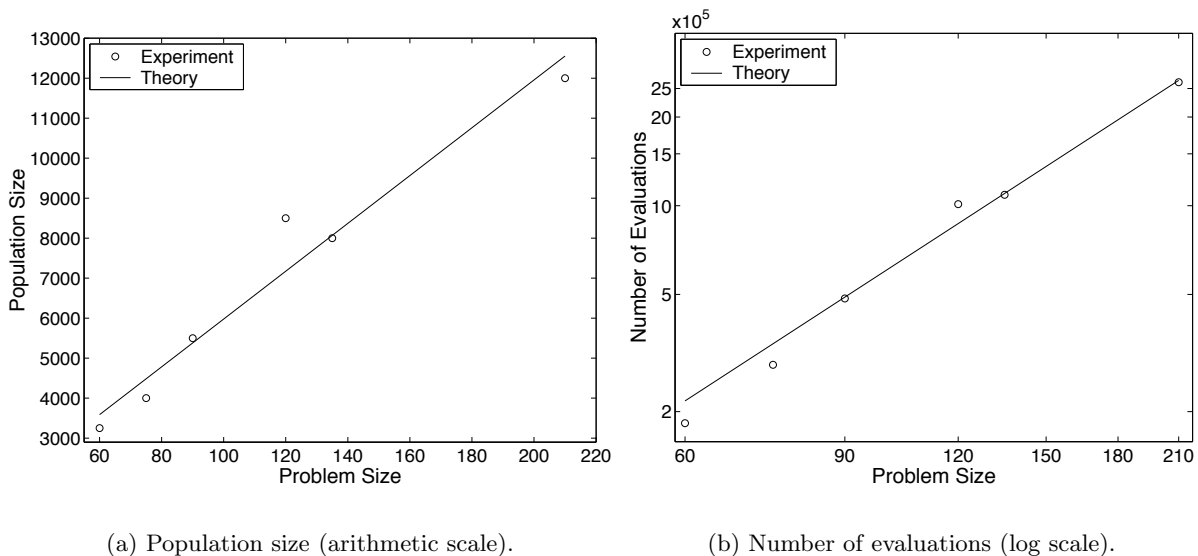 13000
12000
11000
10000
9000
8000
7000
6000
5000
4000
3000
Population Size
Experiment
Theory
60 80 100 120 140 160 180 200 220
Problem Size
(a) Population size (arithmetic scale).
x10⁵
25
20
15
10
5
2
Number of Evaluations
Experiment
Theory
60 90 120 150 180 210
Problem Size
(b) Number of evaluations (log scale).